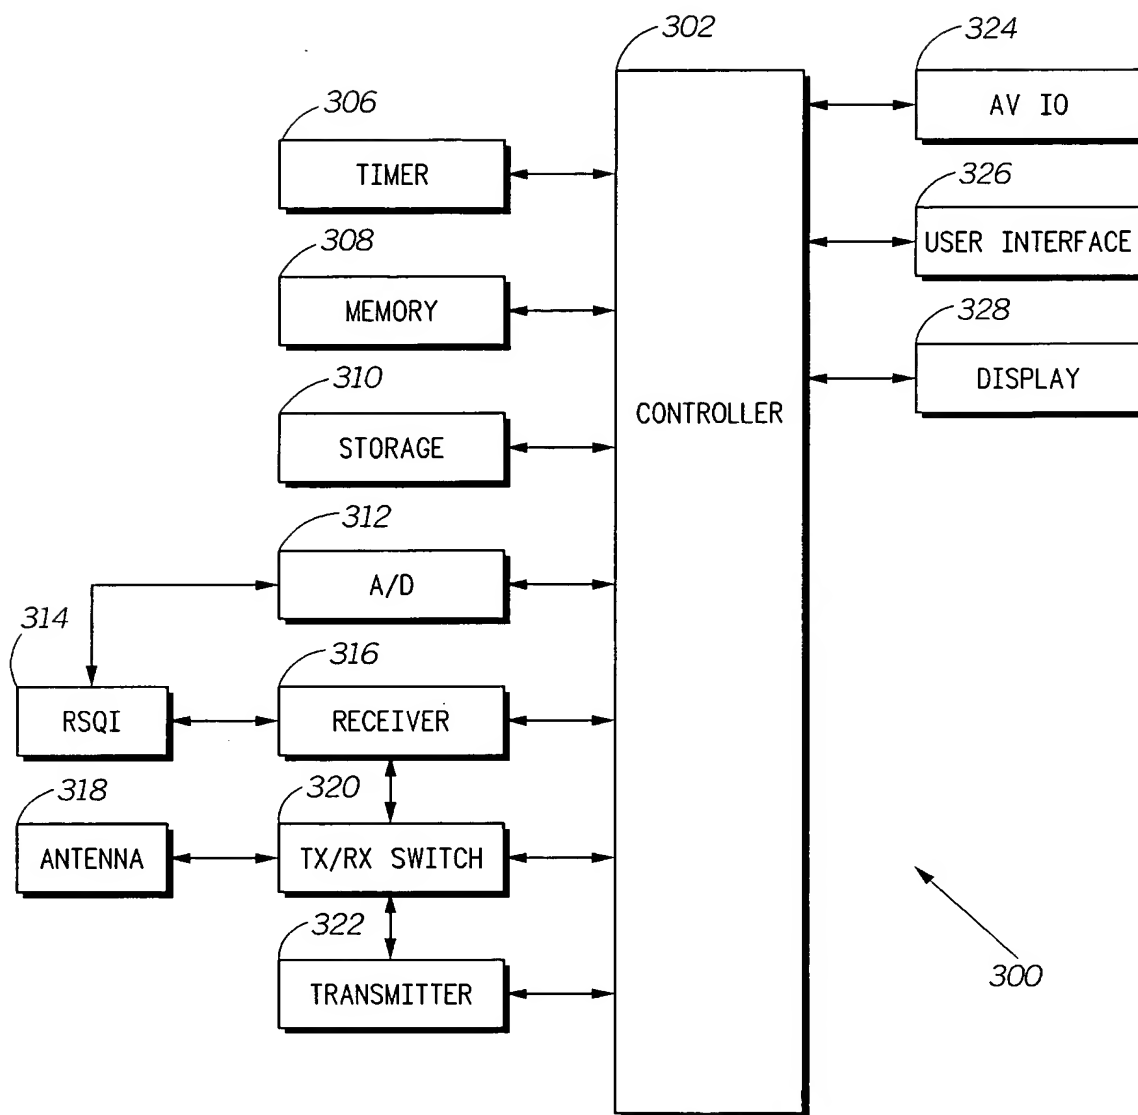 302
324
AV IO
306
TIMER
326
USER INTERFACE
308
MEMORY
328
DISPLAY
310
STORAGE
CONTROLLER
312
A/D
314
RSQI
316
RECEIVER
318
ANTENNA
320
TX/RX SWITCH
322
TRANSMITTER
300